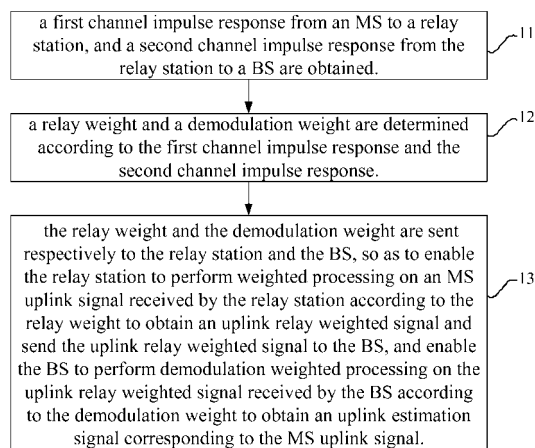 a first channel impulse response from an MS to a relay
station, and a second channel impulse response from the
relay station to a BS are obtained.
11
a relay weight and a demodulation weight are determined
according to the first channel impulse response and the
second channel impulse response.
12
the relay weight and the demodulation weight are sent
respectively to the relay station and the BS, so as to enable
the relay station to perform weighted processing on an MS
uplink signal received by the relay station according to the
relay weight to obtain an uplink relay weighted signal and
send the uplink relay weighted signal to the BS, and enable
the BS to perform demodulation weighted processing on the
uplink relay weighted signal received by the BS according
to the demodulation weight to obtain an uplink estimation
signal corresponding to the MS uplink signal.
13